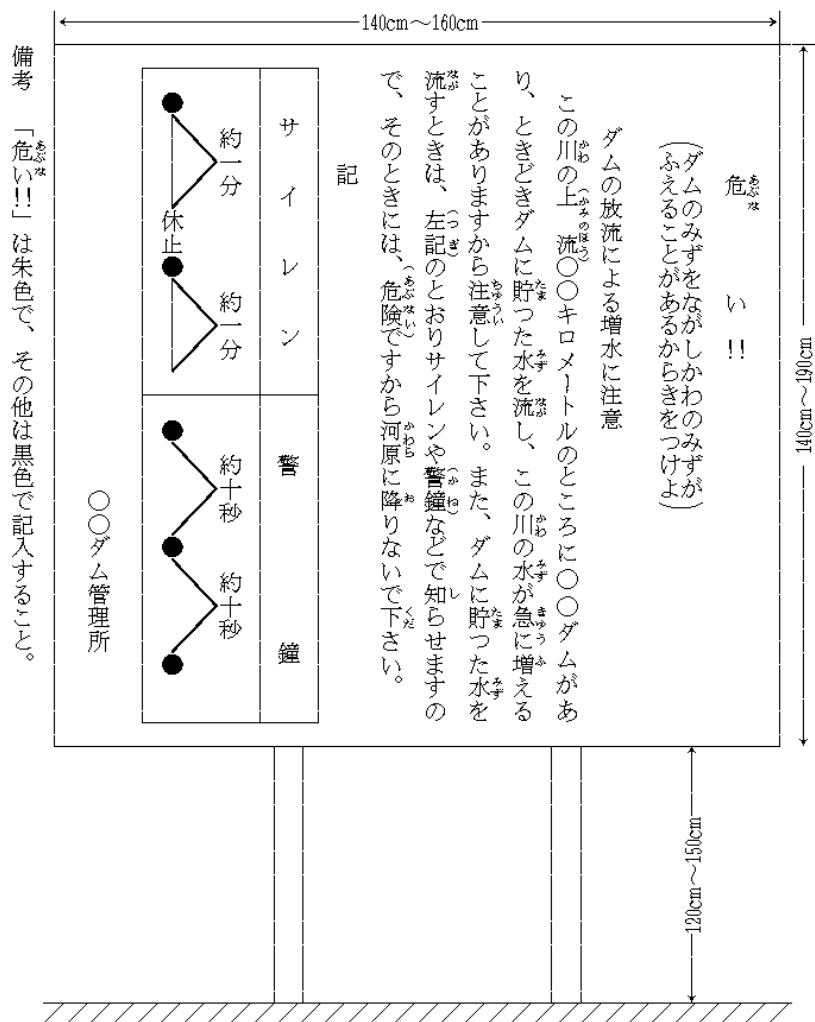 140cm～160cm
危い!!
(ダムのみずをながしかわのみずが
ふえることがあるからきをつけよ)
ダムの放流による増水に注意
この川の上流○○キロメートルのところに○○ダムがあ
り、ときどきダムに貯つた水を流し、この川の水が急に増える
ことがありますから注意して下さい。また、ダムに貯つた水を
流すときは、左記のとおりサイレンや警鐘などで知らせますの
で、そのときには、危険ですから河原に降りないで下さい。
記
サイレン
約一分
休止
約一分
警鐘
約十秒
約十秒
○○ダム管理所
140cm～190cm
120cm～150cm
備考 「危い!!」は朱色で、その他は黒色で記入すること。